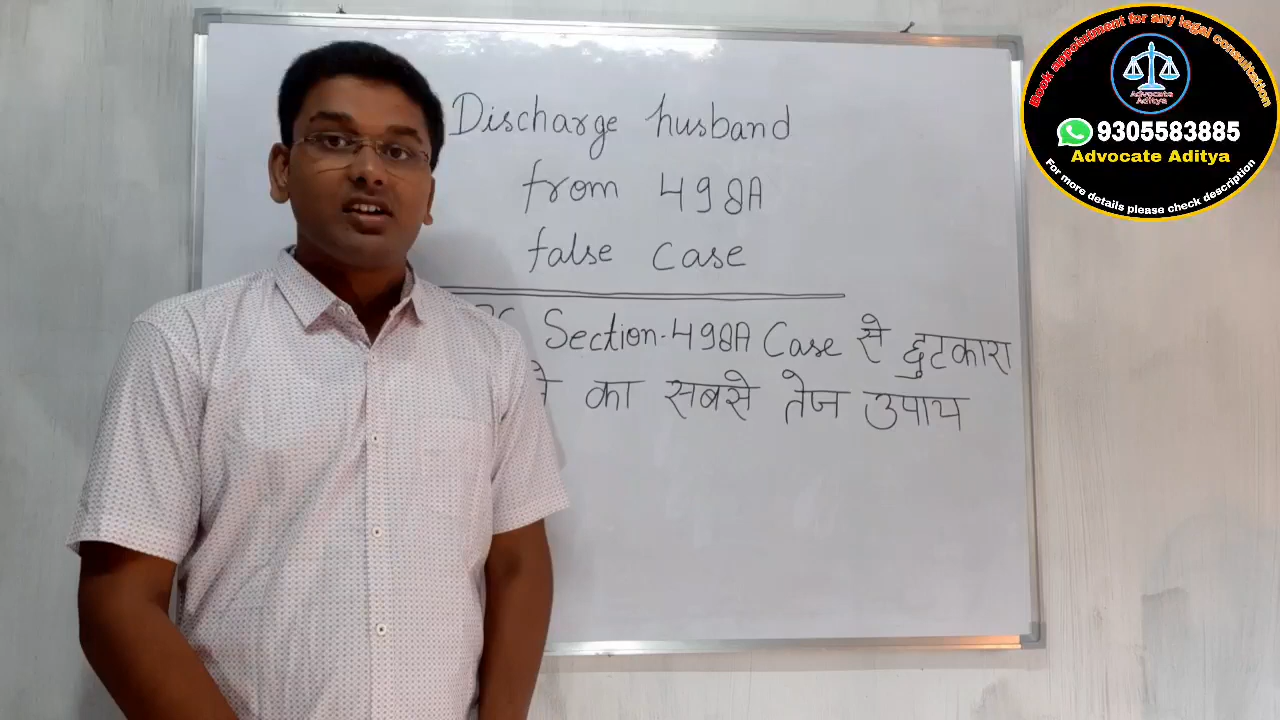 Discharge husband
from 498A
false case
Section-498A Case से छुटकारा
का सबसे तेज उपाय
Book appointment for any legal consultation
Advocate
Aditya
9305583885
Advocate Aditya
For more details please check description